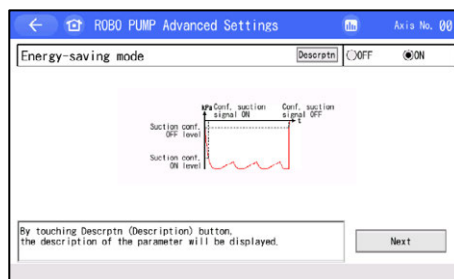 ROBO PUMP Advanced Settings
Axis No. 00
Energy-saving mode
Descrptn
OFF
ON
kPa
Conf. suction
signal ON
Conf. suction
signal OFF
t
Suction conf.
OFF level
Suction conf.
ON level
By touching Descrptn (Description) button,
the description of the parameter will be displayed.
Next